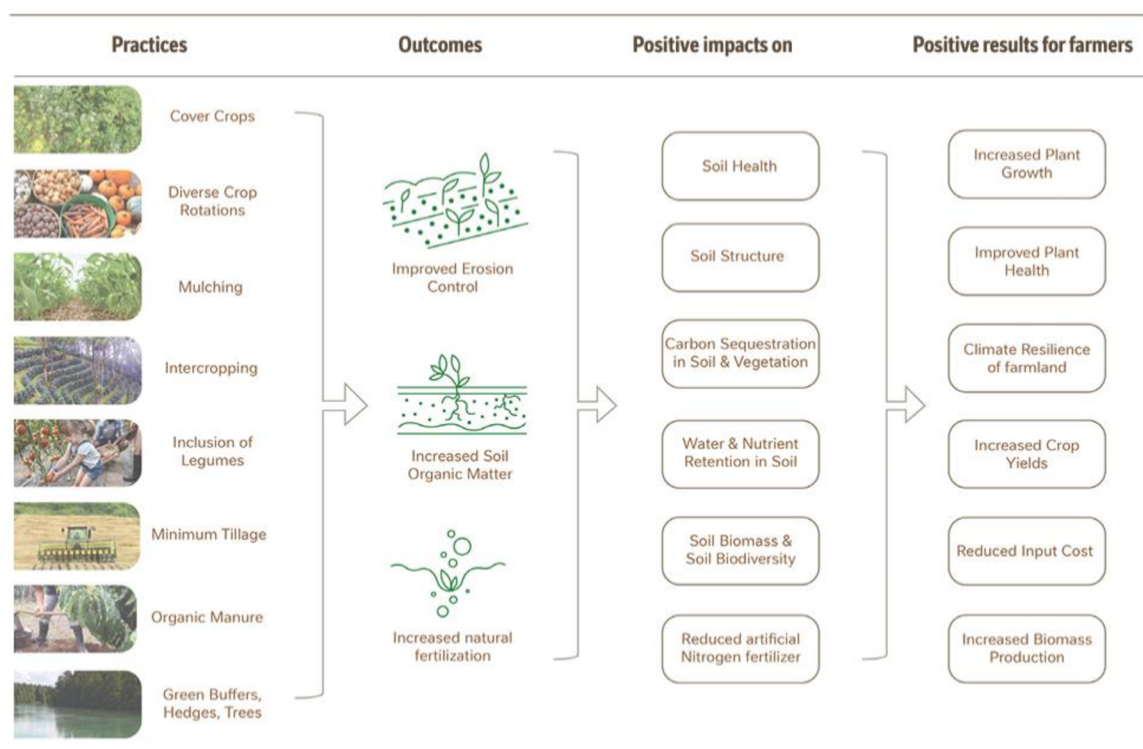 Practices
Outcomes
Positive impacts on
Positive results for farmers
Cover Crops
Diverse Crop
Rotations
Mulching
Intercropping
Inclusion of
Legumes
Minimum Tillage
Organic Manure
Green Buffers,
Hedges, Trees
Improved Erosion
Control
Increased Soil
Organic Matter
Increased natural
fertilization
Soil Health
Soil Structure
Carbon Sequestration
in Soil & Vegetation
Water & Nutrient
Retention in Soil
Soil Biomass &
Soil Biodiversity
Reduced artificial
Nitrogen fertilizer
Increased Plant
Growth
Improved Plant
Health
Climate Resilience
of farmland
Increased Crop
Yields
Reduced Input Cost
Increased Biomass
Production